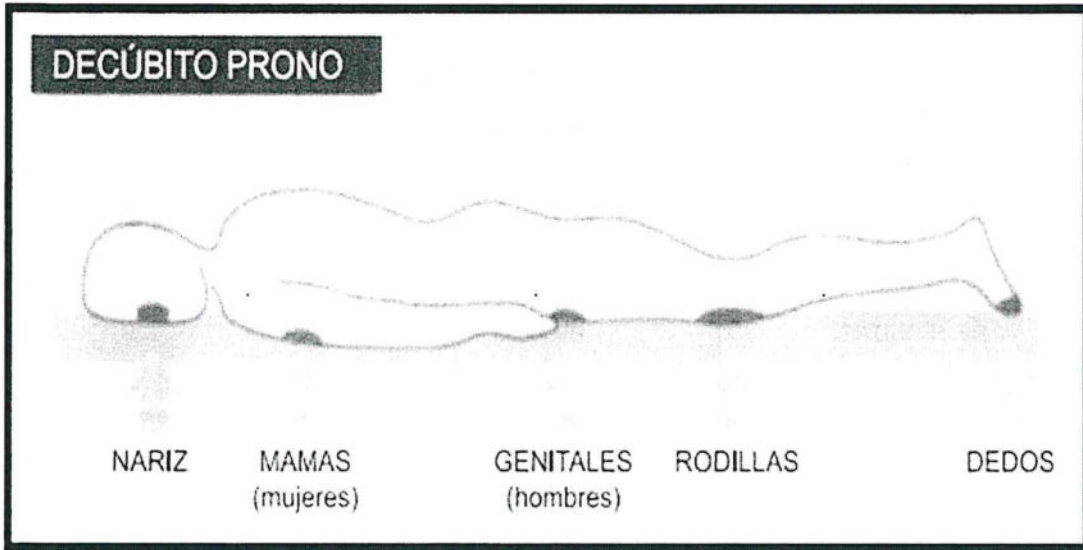 DECÚBITO PRONO
NARIZ
MAMAS
(mujeres)
GENITALES
(hombres)
RODILLAS
DEDOS